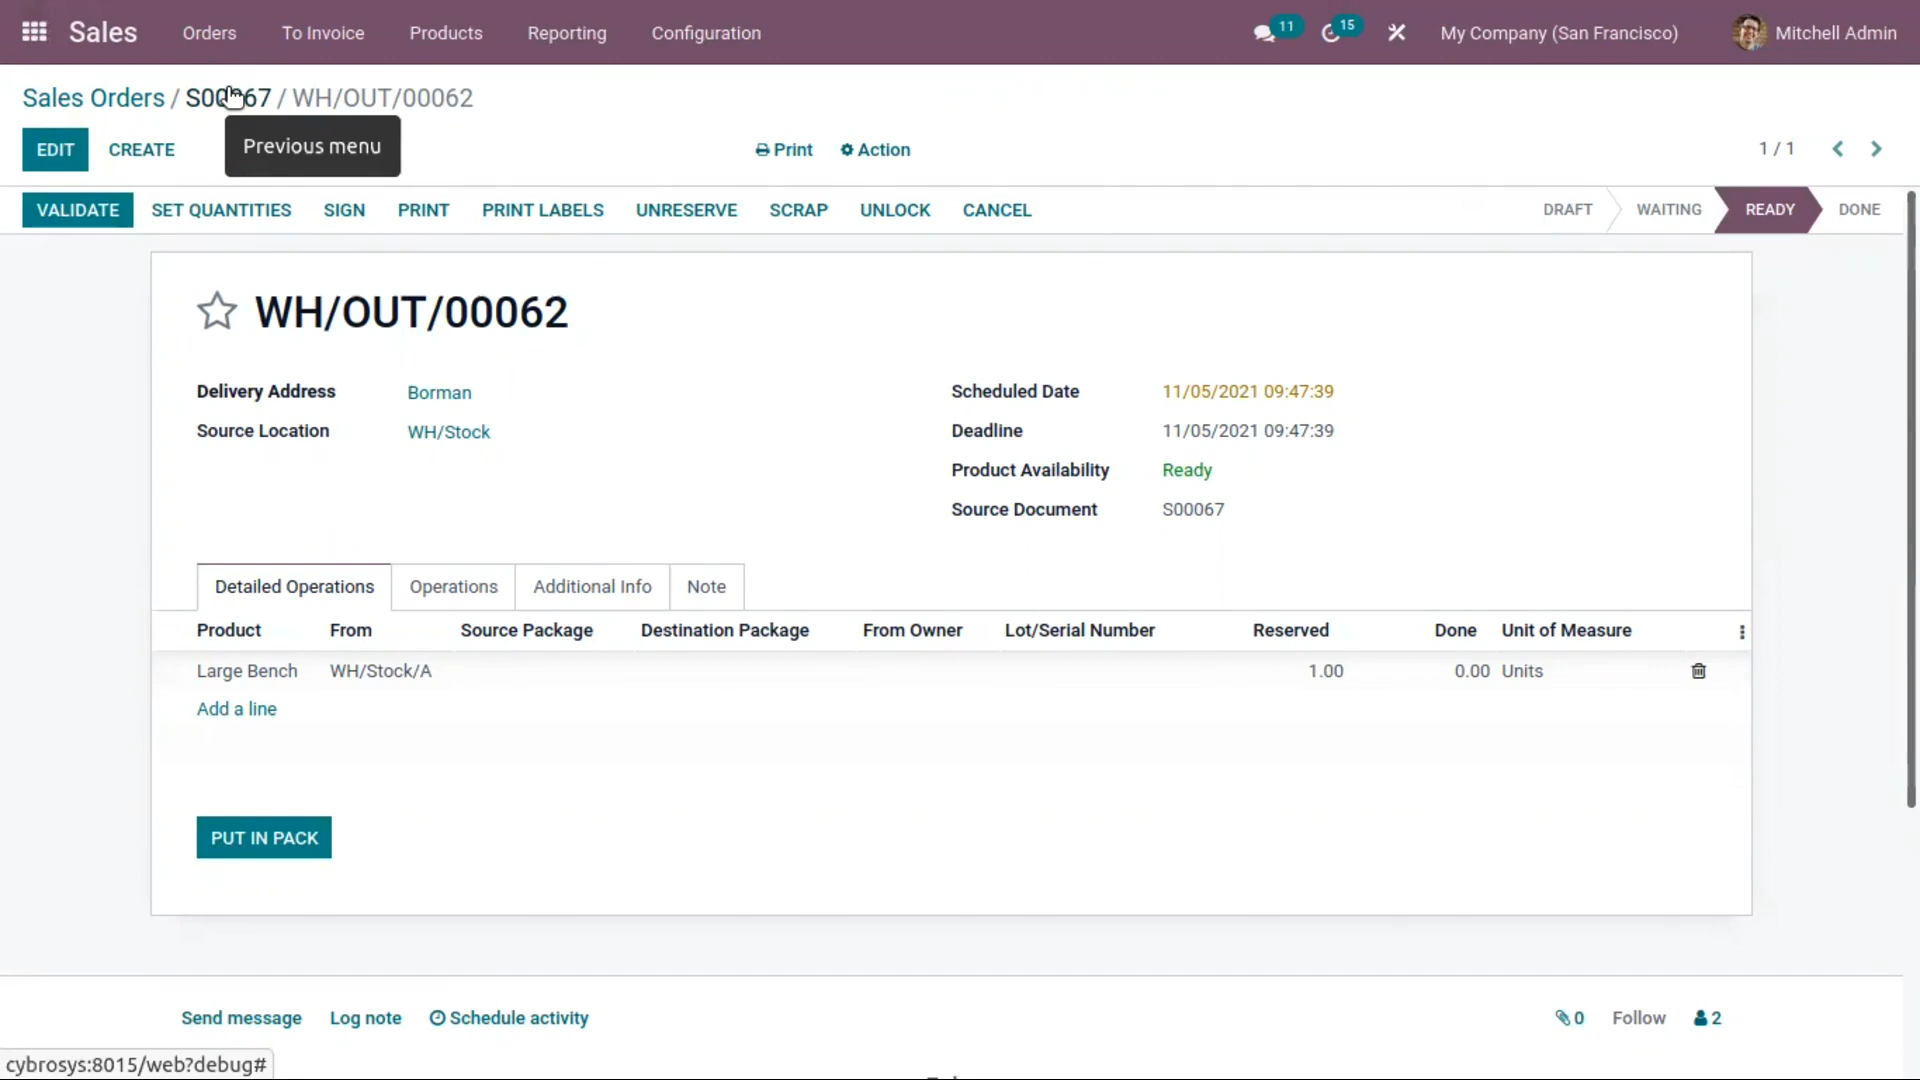 Sales Orders To Invoice Products Reporting Configuration 11 15 My Company (San Francisco) Mitchell Admin
Sales Orders / S00067 / WH/OUT/00062
Previous menu
EDIT CREATE Print Action 1 / 1
VALIDATE SET QUANTITIES SIGN PRINT PRINT LABELS UNRESERVE SCRAP UNLOCK CANCEL DRAFT WAITING READY DONE
WH/OUT/00062
Delivery Address Borman Scheduled Date 11/05/2021 09:47:39
Source Location WH/Stock Deadline 11/05/2021 09:47:39
Product Availability Ready
Source Document S00067
Detailed Operations Operations Additional Info Note
Product From Source Package Destination Package From Owner Lot/Serial Number Reserved Done Unit of Measure
Large Bench WH/Stock/A 1.00 0.00 Units
Add a line
PUT IN PACK
Send message Log note Schedule activity 0 Follow 2
cybrosys:8015/web?debug#